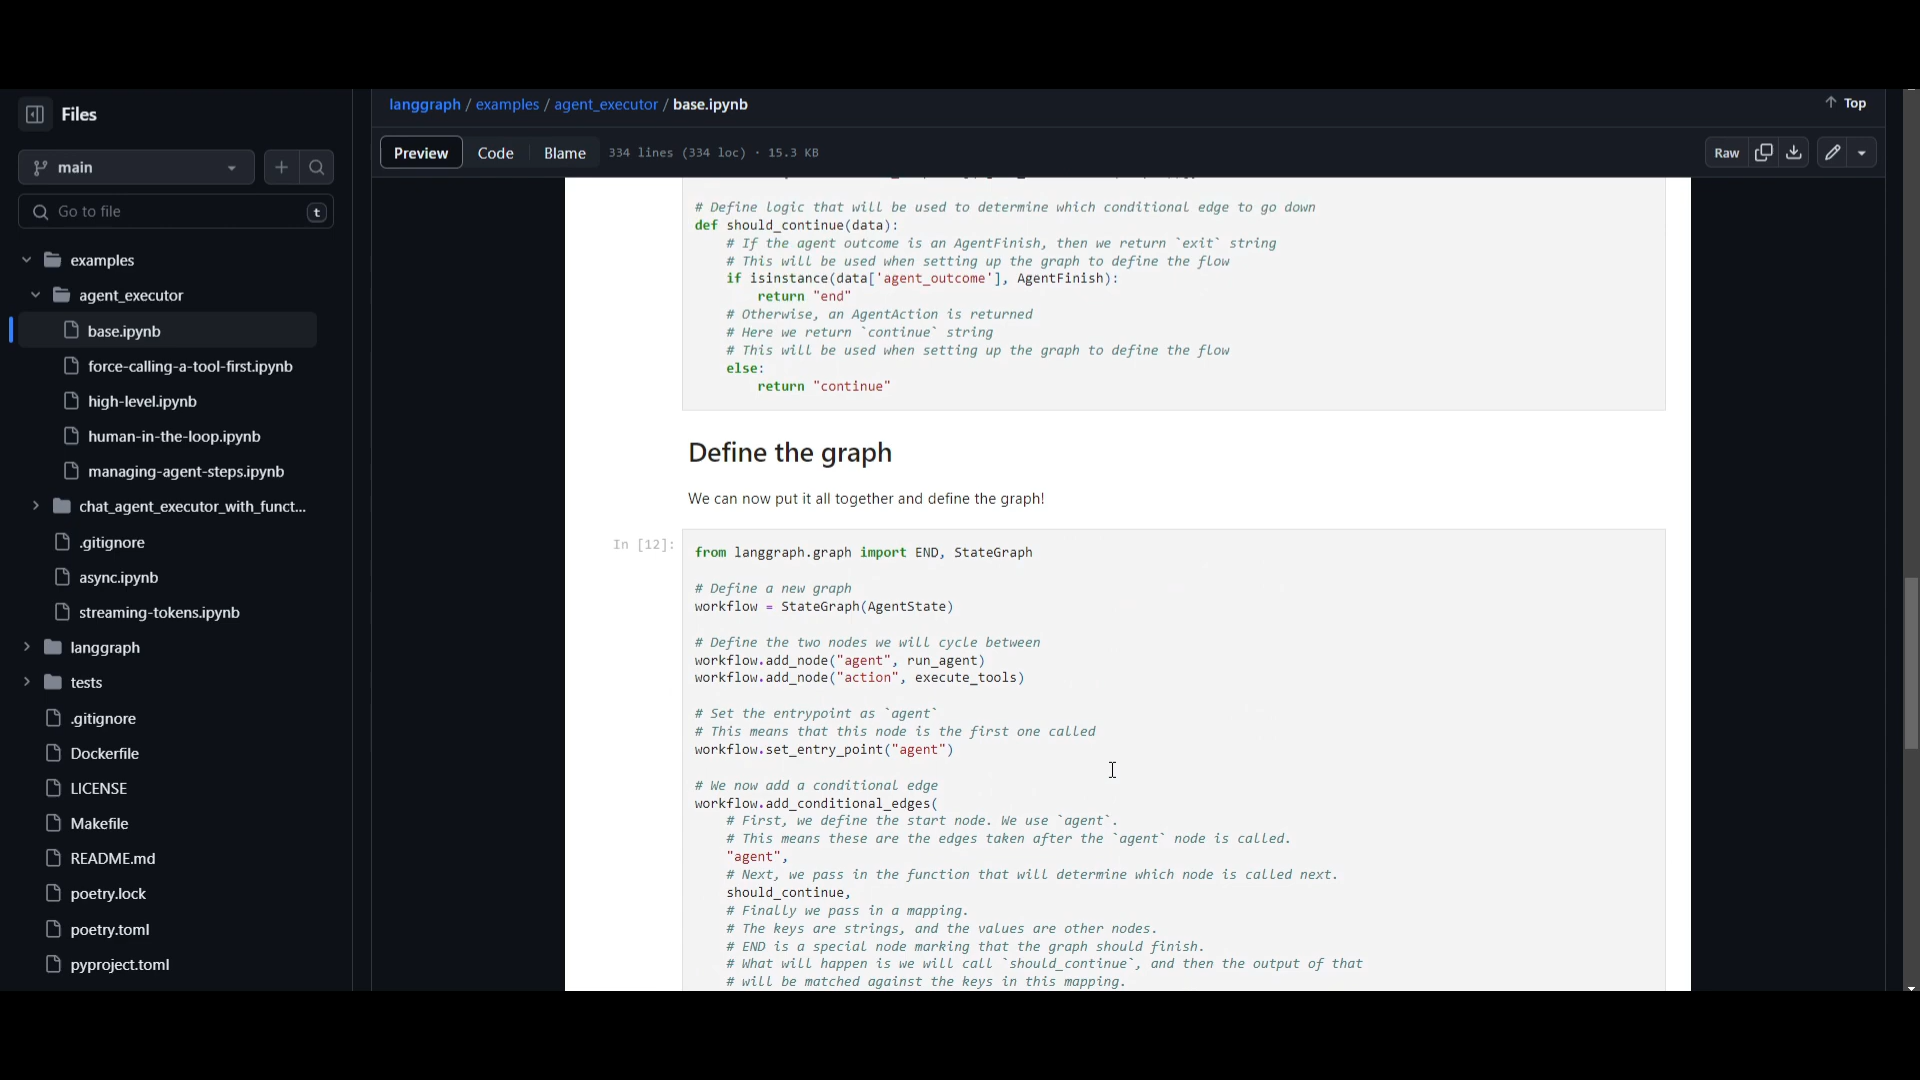 Files
main
Go to file
t
examples
agent_executor
base.ipynb
force-calling-a-tool-first.ipynb
high-level.ipynb
human-in-the-loop.ipynb
managing-agent-steps.ipynb
chat_agent_executor_with_funct...
.gitignore
async.ipynb
streaming-tokens.ipynb
langgraph
tests
.gitignore
Dockerfile
LICENSE
Makefile
README.md
poetry.lock
poetry.toml
pyproject.toml
langgraph / examples / agent_executor / base.ipynb
Top
Preview Code Blame 334 lines (334 loc) · 15.3 KB
Raw
# Define logic that will be used to determine which conditional edge to go down
def should_continue(data):
    # If the agent outcome is an AgentFinish, then we return `exit` string
    # This will be used when setting up the graph to define the flow
    if isinstance(data['agent_outcome'], AgentFinish):
        return "end"
    # Otherwise, an AgentAction is returned
    # Here we return `continue` string
    # This will be used when setting up the graph to define the flow
    else:
        return "continue"
Define the graph
We can now put it all together and define the graph!
In [12]:
from langgraph.graph import END, StateGraph
# Define a new graph
workflow = StateGraph(AgentState)
# Define the two nodes we will cycle between
workflow.add_node("agent", run_agent)
workflow.add_node("action", execute_tools)
# Set the entrypoint as `agent`
# This means that this node is the first one called
workflow.set_entry_point("agent")
# We now add a conditional edge
workflow.add_conditional_edges(
    # First, we define the start node. We use `agent`.
    # This means these are the edges taken after the `agent` node is called.
    "agent",
    # Next, we pass in the function that will determine which node is called next.
    should_continue,
    # Finally we pass in a mapping.
    # The keys are strings, and the values are other nodes.
    # END is a special node marking that the graph should finish.
    # What will happen is we will call `should_continue`, and then the output of that
    # will be matched against the keys in this mapping.